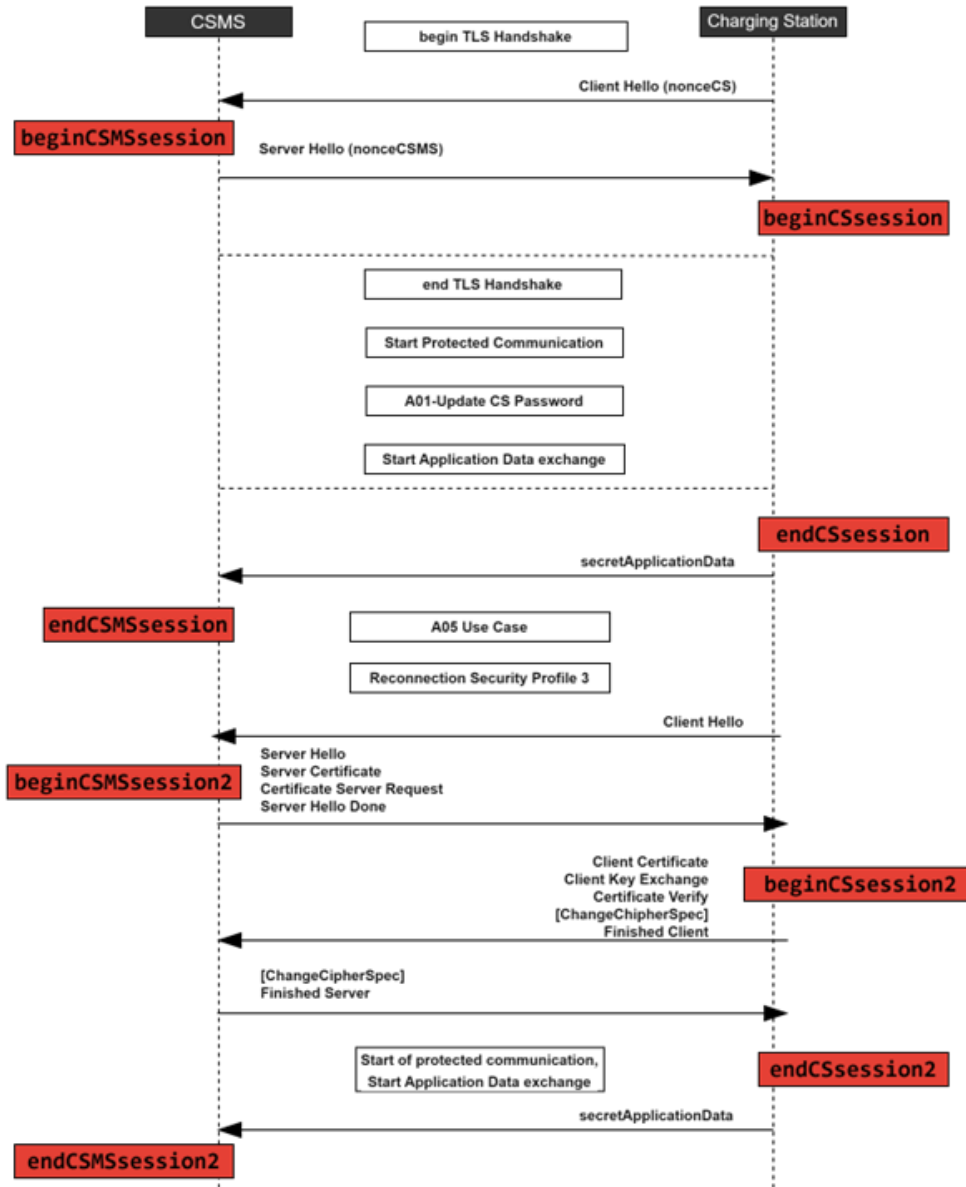 CSMS
Charging Station
begin TLS Handshake
Client Hello (nonceCS)
beginCSMSsession
Server Hello (nonceCSMS)
beginCSsession
end TLS Handshake
Start Protected Communication
A01-Update CS Password
Start Application Data exchange
endCSsession
secretApplicationData
endCSMSsession
A05 Use Case
Reconnection Security Profile 3
Client Hello
Server Hello
beginCSMSsession2
Server Certificate
Certificate Server Request
Server Hello Done
Client Certificate
Client Key Exchange
beginCSsession2
Certificate Verify
[ChangeChipherSpec]
Finished Client
[ChangeCipherSpec]
Finished Server
Start of protected communication,
Start Application Data exchange
endCSsession2
secretApplicationData
endCSMSsession2